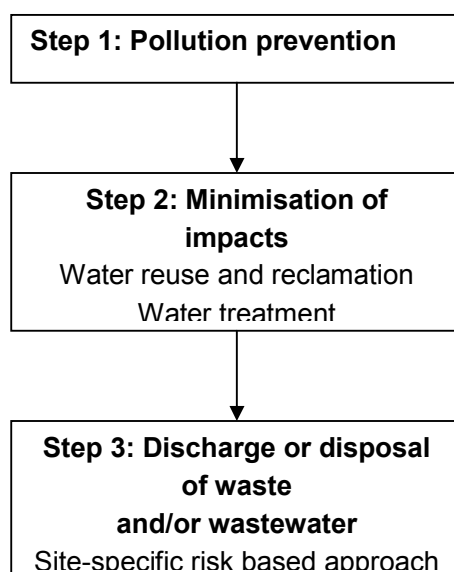 Step 1: Pollution prevention
Step 2: Minimisation of
impacts
Water reuse and reclamation
Water treatment
Step 3: Discharge or disposal
of waste
and/or wastewater
Site-specific risk based approach